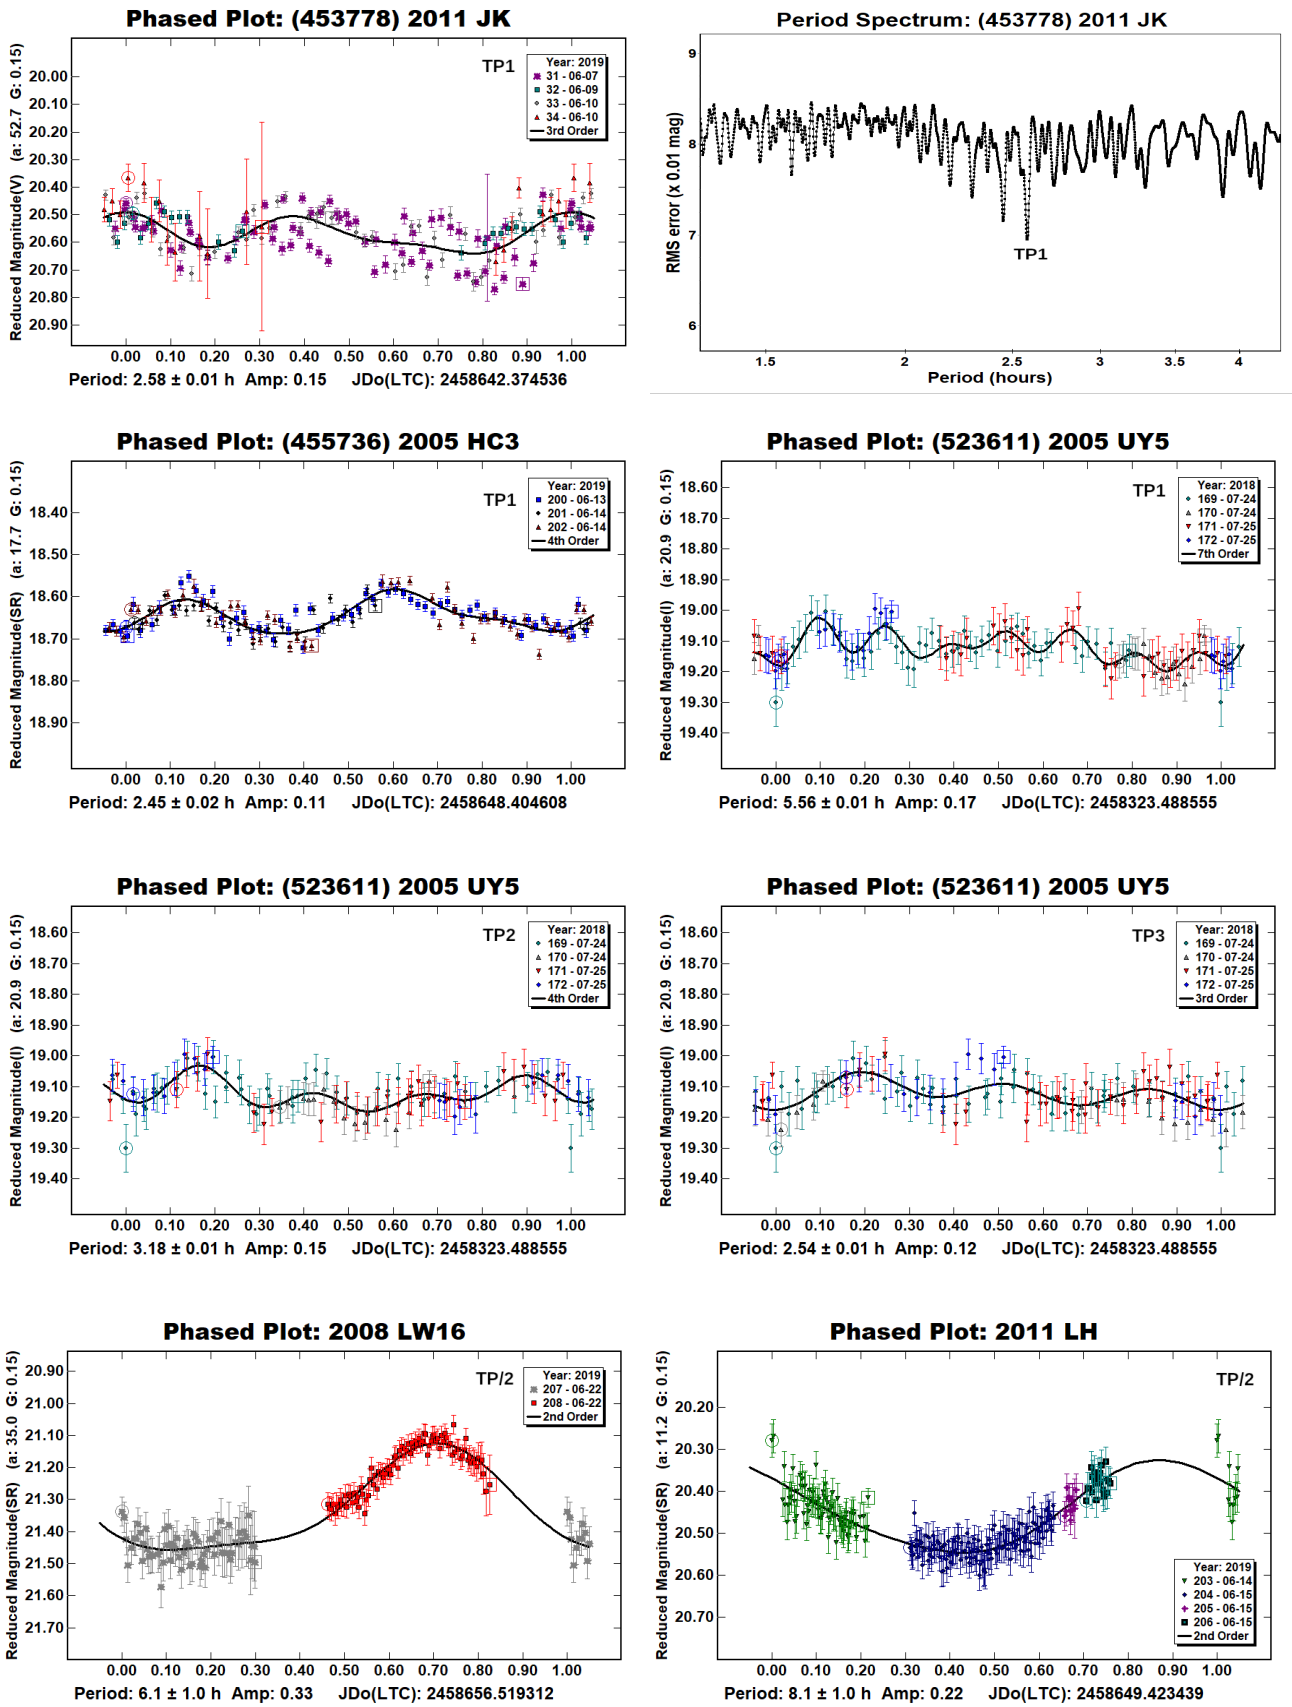 Phased Plot: (453778) 2011 JK
Reduced Magnitude(V) (a: 52.7 G: 0.15)
20.00
20.10
20.20
20.30
20.40
20.50
20.60
20.70
20.80
20.90
TP1
Year: 2019
31 - 06-07
32 - 06-09
33 - 06-10
34 - 06-10
3rd Order
0.00 0.10 0.20 0.30 0.40 0.50 0.60 0.70 0.80 0.90 1.00
Period: 2.58 ± 0.01 h Amp: 0.15 JDo(LTC): 2458642.374536
Period Spectrum: (453778) 2011 JK
RMS error (x 0.01 mag)
9
8
7
6
TP1
1.5 2 2.5 3 3.5 4
Period (hours)
Phased Plot: (455736) 2005 HC3
Reduced Magnitude(SR) (a: 17.7 G: 0.15)
18.40
18.50
18.60
18.70
18.80
18.90
TP1
Year: 2019
200 - 06-13
201 - 06-14
202 - 06-14
4th Order
0.00 0.10 0.20 0.30 0.40 0.50 0.60 0.70 0.80 0.90 1.00
Period: 2.45 ± 0.02 h Amp: 0.11 JDo(LTC): 2458648.404608
Phased Plot: (523611) 2005 UY5
Reduced Magnitude(I) (a: 20.9 G: 0.15)
18.60
18.70
18.80
18.90
19.00
19.10
19.20
19.30
19.40
TP1
Year: 2018
169 - 07-24
170 - 07-24
171 - 07-25
172 - 07-25
7th Order
0.00 0.10 0.20 0.30 0.40 0.50 0.60 0.70 0.80 0.90 1.00
Period: 5.56 ± 0.01 h Amp: 0.17 JDo(LTC): 2458323.488555
Phased Plot: (523611) 2005 UY5
Reduced Magnitude(I) (a: 20.9 G: 0.15)
18.60
18.70
18.80
18.90
19.00
19.10
19.20
19.30
19.40
TP2
Year: 2018
169 - 07-24
170 - 07-24
171 - 07-25
172 - 07-25
4th Order
0.00 0.10 0.20 0.30 0.40 0.50 0.60 0.70 0.80 0.90 1.00
Period: 3.18 ± 0.01 h Amp: 0.15 JDo(LTC): 2458323.488555
Phased Plot: (523611) 2005 UY5
Reduced Magnitude(I) (a: 20.9 G: 0.15)
18.60
18.70
18.80
18.90
19.00
19.10
19.20
19.30
19.40
TP3
Year: 2018
169 - 07-24
170 - 07-24
171 - 07-25
172 - 07-25
3rd Order
0.00 0.10 0.20 0.30 0.40 0.50 0.60 0.70 0.80 0.90 1.00
Period: 2.54 ± 0.01 h Amp: 0.12 JDo(LTC): 2458323.488555
Phased Plot: 2008 LW16
Reduced Magnitude(SR) (a: 35.0 G: 0.15)
20.90
21.00
21.10
21.20
21.30
21.40
21.50
21.60
21.70
TP/2
Year: 2019
207 - 06-22
208 - 06-22
2nd Order
0.00 0.10 0.20 0.30 0.40 0.50 0.60 0.70 0.80 0.90 1.00
Period: 6.1 ± 1.0 h Amp: 0.33 JDo(LTC): 2458656.519312
Phased Plot: 2011 LH
Reduced Magnitude(SR) (a: 11.2 G: 0.15)
20.20
20.30
20.40
20.50
20.60
20.70
TP/2
Year: 2019
203 - 06-14
204 - 06-15
205 - 06-15
206 - 06-15
2nd Order
0.00 0.10 0.20 0.30 0.40 0.50 0.60 0.70 0.80 0.90 1.00
Period: 8.1 ± 1.0 h Amp: 0.22 JDo(LTC): 2458649.423439